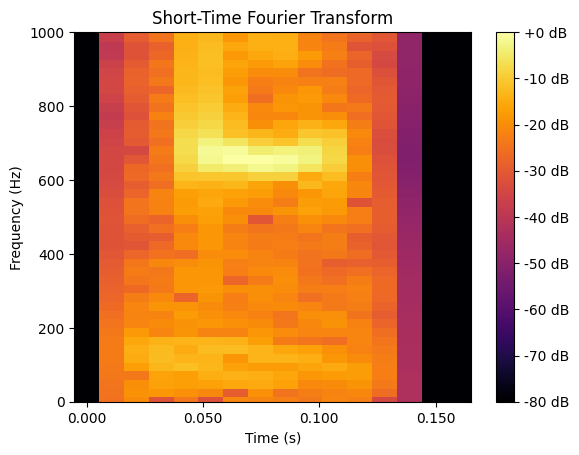 Short-Time Fourier Transform
1000
800
600
400
200
0
Frequency (Hz)
0.000
0.050
0.100
0.150
Time (s)
+0 dB
-10 dB
-20 dB
-30 dB
-40 dB
-50 dB
-60 dB
-70 dB
-80 dB